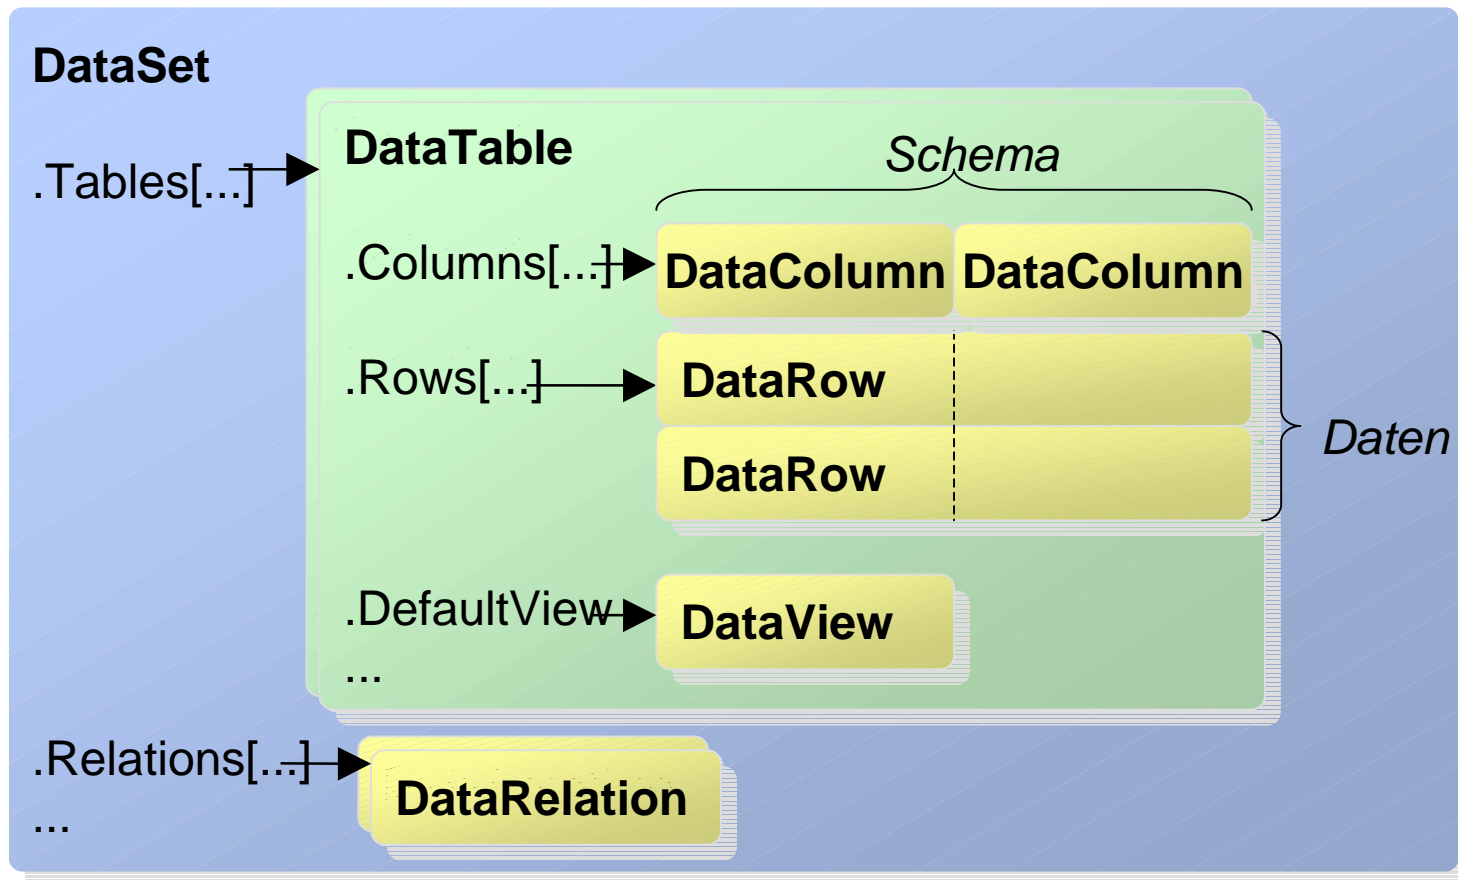 DataSet
.Tables[...]
DataTable
Schema
.Columns[...]
DataColumn DataColumn
.Rows[...]
DataRow
DataRow
Daten
.DefaultView
DataView
...
.Relations[...]
DataRelation
...